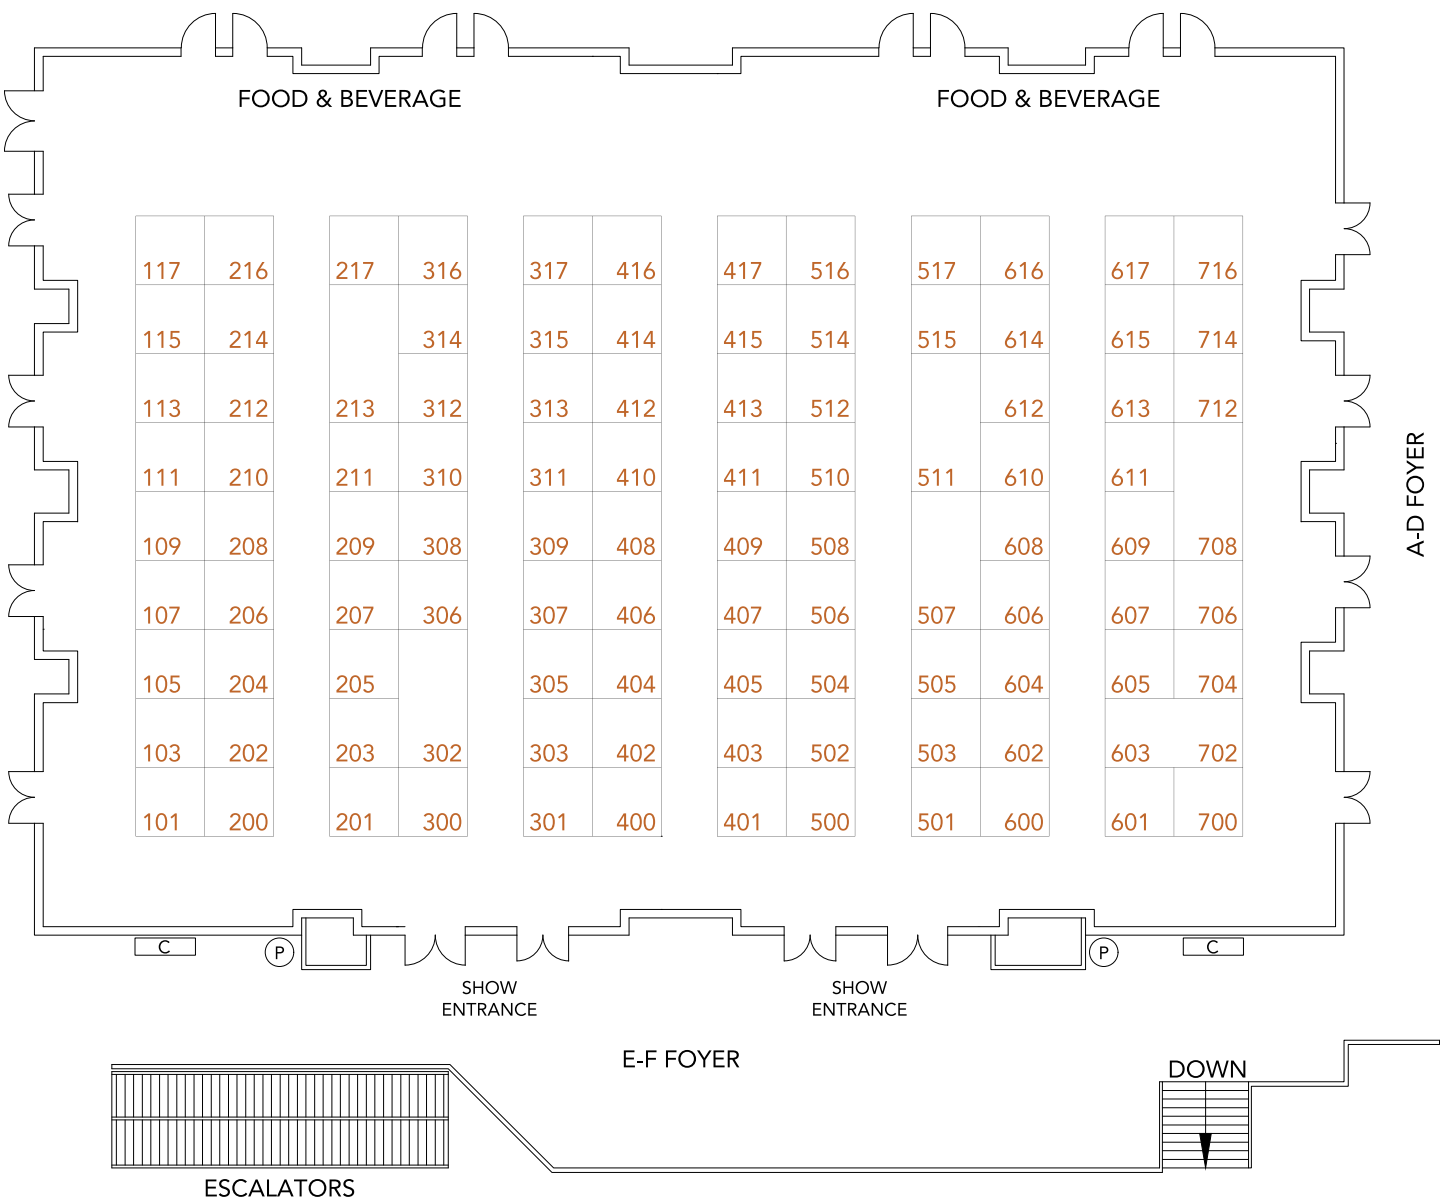 FOOD & BEVERAGE FOOD & BEVERAGE
117 216 217 316 317 416 417 516 517 616 617 716
115 214 314 315 414 415 514 515 614 615 714
113 212 213 312 313 412 413 512 612 613 712
111 210 211 310 311 410 411 510 511 610 611
109 208 209 308 309 408 409 508 608 609 708
107 206 207 306 307 406 407 506 507 606 607 706
105 204 205 305 404 405 504 505 604 605 704
103 202 203 302 303 402 403 502 503 602 603 702
101 200 201 300 301 400 401 500 501 600 601 700
A-D FOYER
C P P C
SHOW SHOW
ENTRANCE ENTRANCE
E-F FOYER
DOWN
ESCALATORS